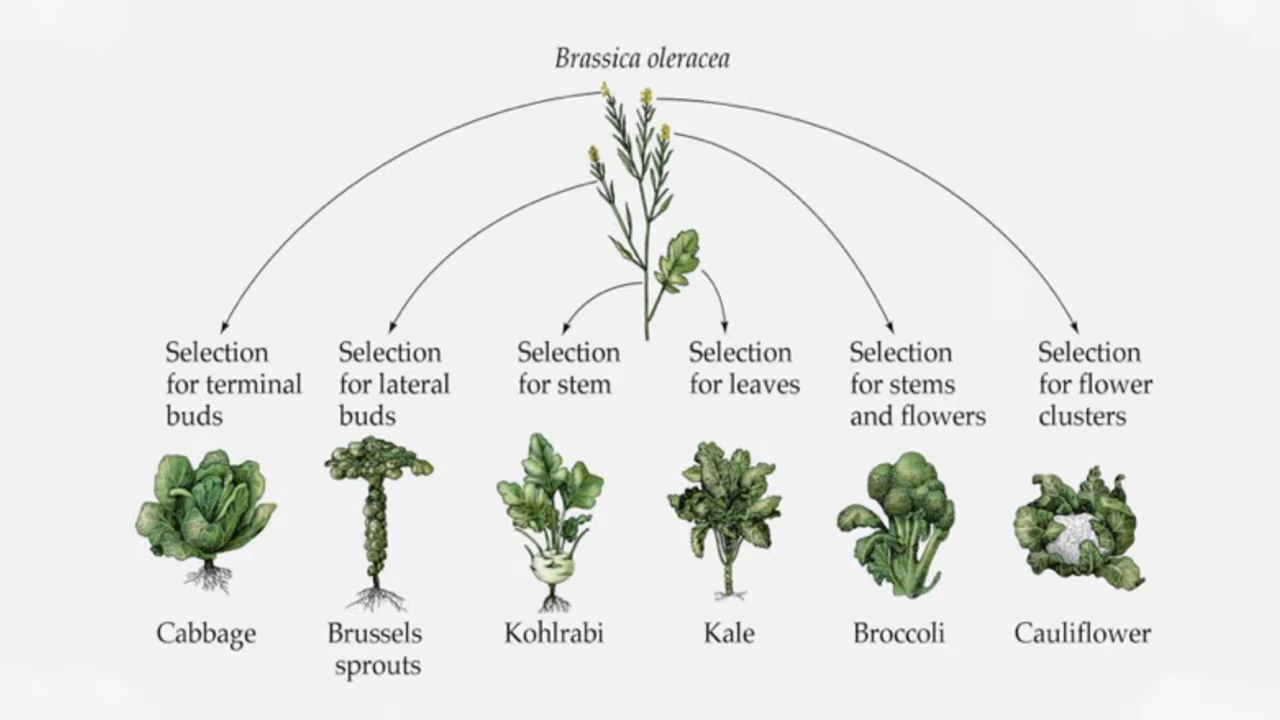 Brassica oleracea
Selection
for terminal
buds
Selection
for lateral
buds
Selection
for stem
Selection
for leaves
Selection
for stems
and flowers
Selection
for flower
clusters
Cabbage
Brussels
sprouts
Kohlrabi
Kale
Broccoli
Cauliflower